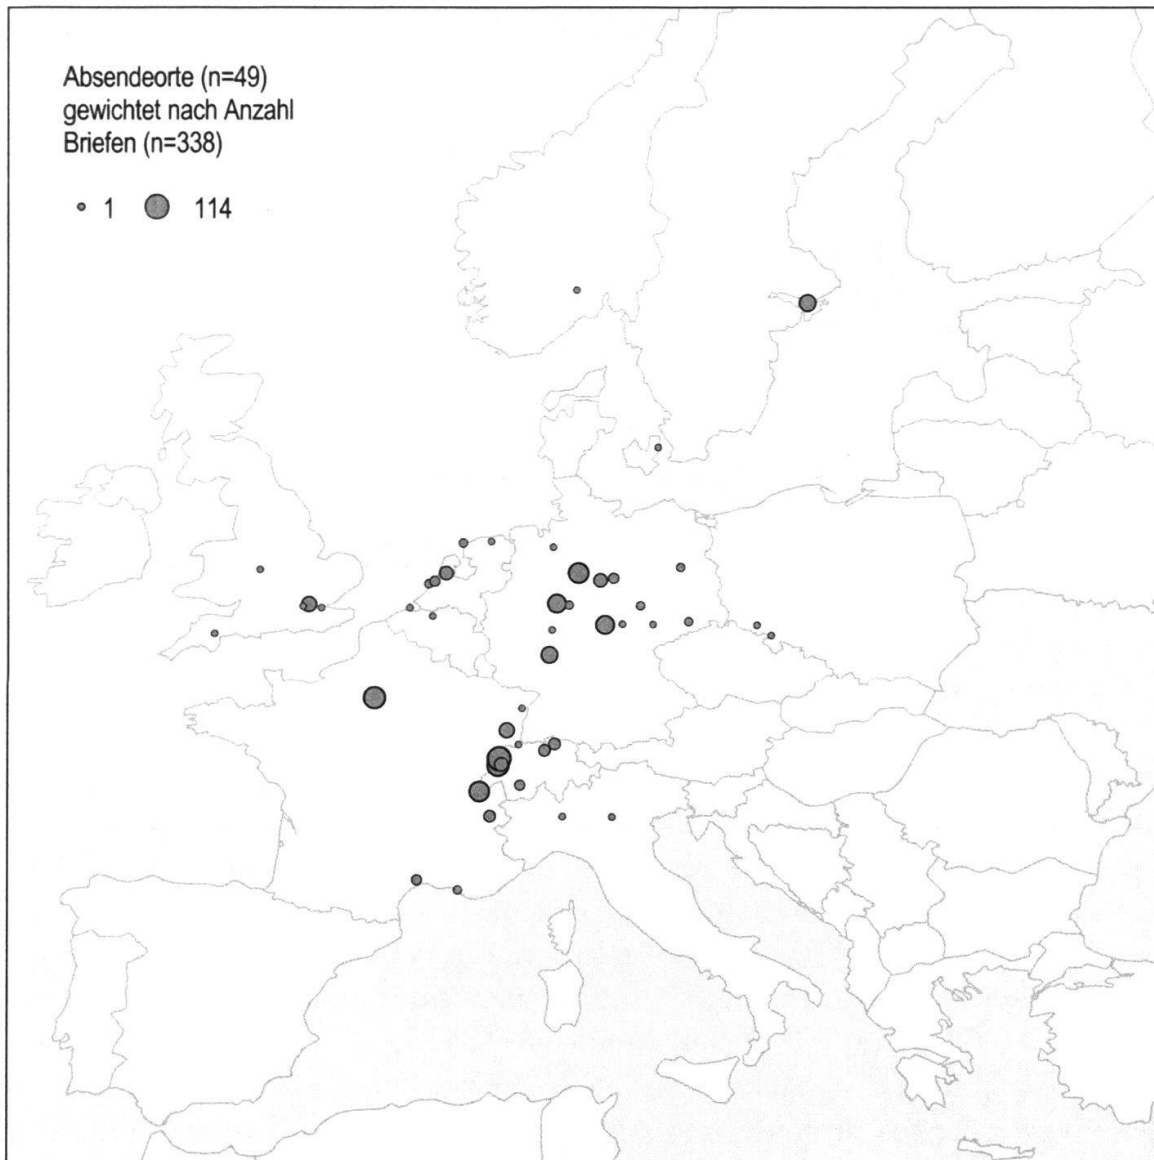 Absendeorte (n=49)
gewichtet nach Anzahl
Briefen (n=338)
1 114